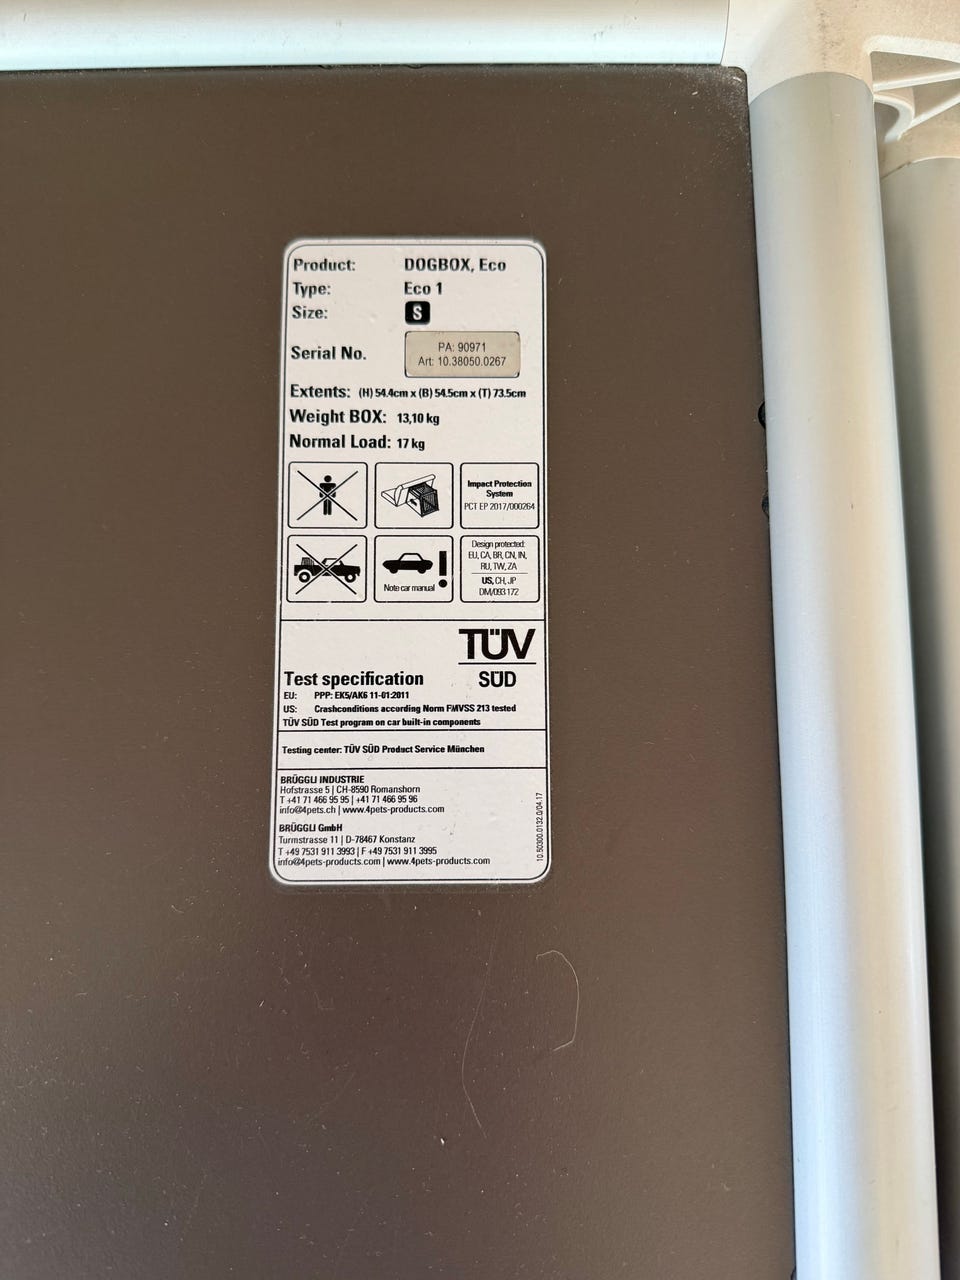 Product: DOGBOX, Eco
Type: Eco 1
Size: S
Serial No. PA: 90971
Art: 10.38050.0267
Extents: (H) 54.4cm x (B) 54.5cm x (T) 73.5cm
Weight BOX: 13,10 kg
Normal Load: 17 kg
Impact Protection
System
PCT EP 2017/000264
Note car manual
!
Design protected:
EU, CA, BR, CN, IN,
RU, TW, ZA
US, CH, JP
DM/093 172
TÜV
SÜD
Test specification
EU: PPP: EK5/AK6 11-01:2011
US: Crashconditions according Norm FMVSS 213 tested
TÜV SÜD Test program on car built-in components
Testing center: TÜV SÜD Product Service München
BRÜGGLI INDUSTRIE
Hofstrasse 5 | CH-8590 Romanshorn
T +41 71 466 95 95 | +41 71 466 95 96
info@4pets.ch | www.4pets-products.com
BRÜGGLI GmbH
Turmstrasse 11 | D-78467 Konstanz
T +49 7531 911 3993 | F +49 7531 911 3995
info@4pets-products.com | www.4pets-products.com
10.50300.0132.0/04.17